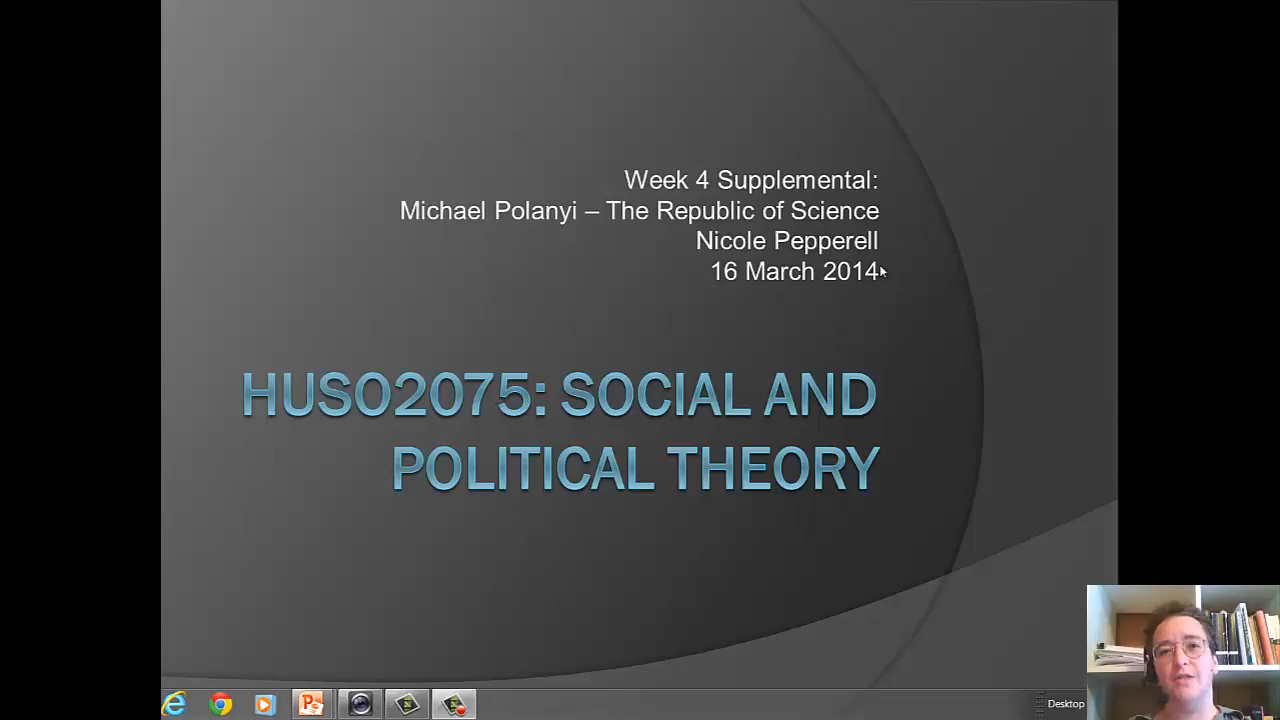 Week 4 Supplemental:
Michael Polanyi – The Republic of Science
Nicole Pepperell
16 March 2014
HUSO2075: SOCIAL AND
POLITICAL THEORY
Desktop